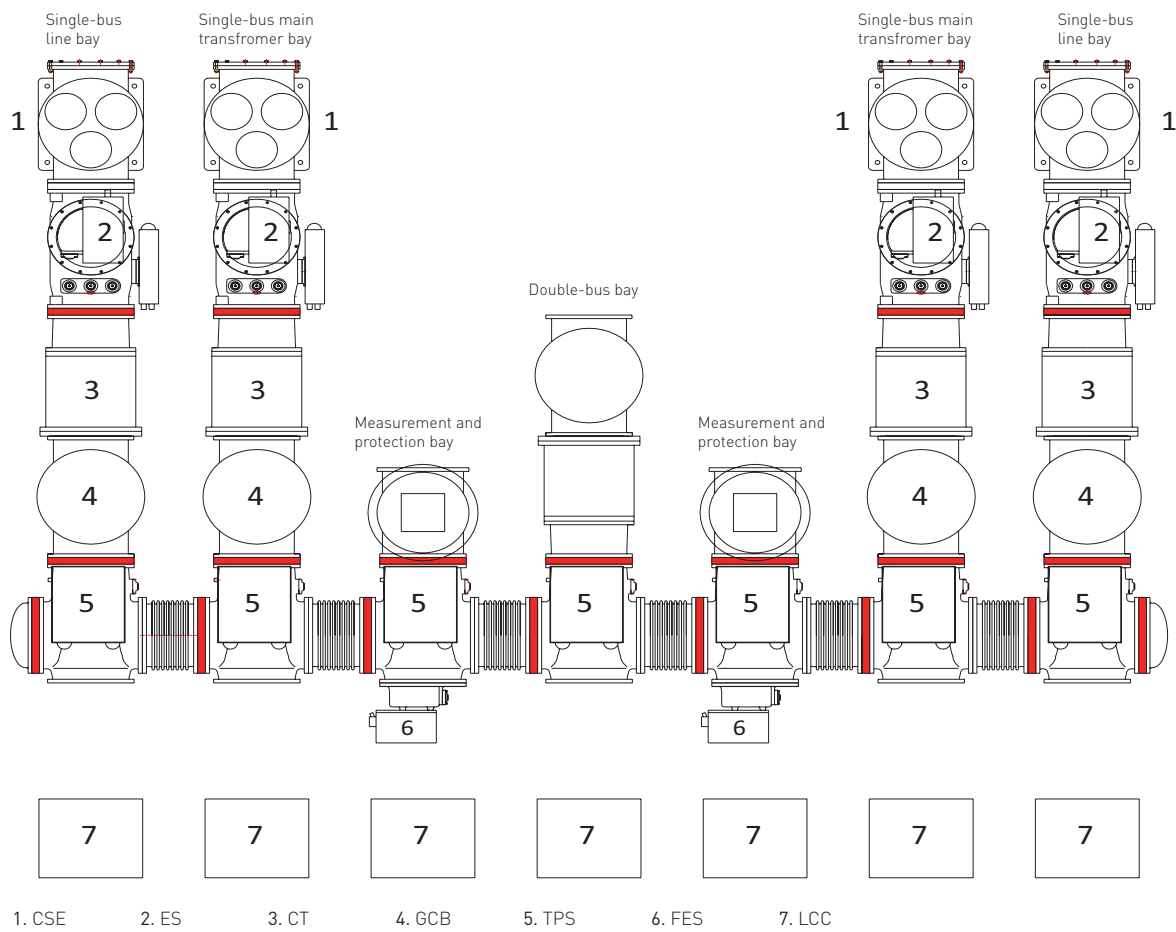 Single-bus
line bay
Single-bus main
transfromer bay
Single-bus main
transfromer bay
Single-bus
line bay
1
1
1
1
2
2
2
2
Double-bus bay
3
3
3
3
Measurement and
protection bay
Measurement and
protection bay
4
4
4
4
5
5
5
5
5
5
5
6
6
7
7
7
7
7
7
7
1. CSE
2. ES
3. CT
4. GCB
5. TPS
6. FES
7. LCC